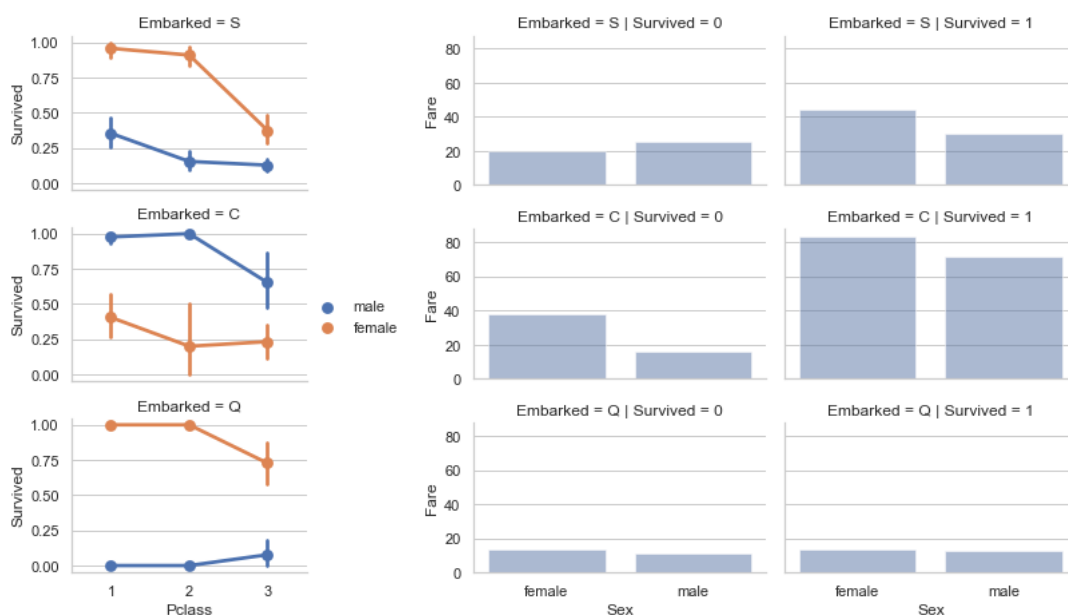 Embarked = S
1.00
0.75
0.50
0.25
0.00
Survived
Embarked = C
1.00
0.75
0.50
0.25
0.00
Survived
male
female
Embarked = Q
1.00
0.75
0.50
0.25
0.00
Survived
1 2 3
Pclass
Embarked = S | Survived = 0
Embarked = S | Survived = 1
80
60
40
20
0
Fare
Embarked = C | Survived = 0
Embarked = C | Survived = 1
80
60
40
20
0
Fare
Embarked = Q | Survived = 0
Embarked = Q | Survived = 1
80
60
40
20
0
Fare
female male
female male
Sex
Sex